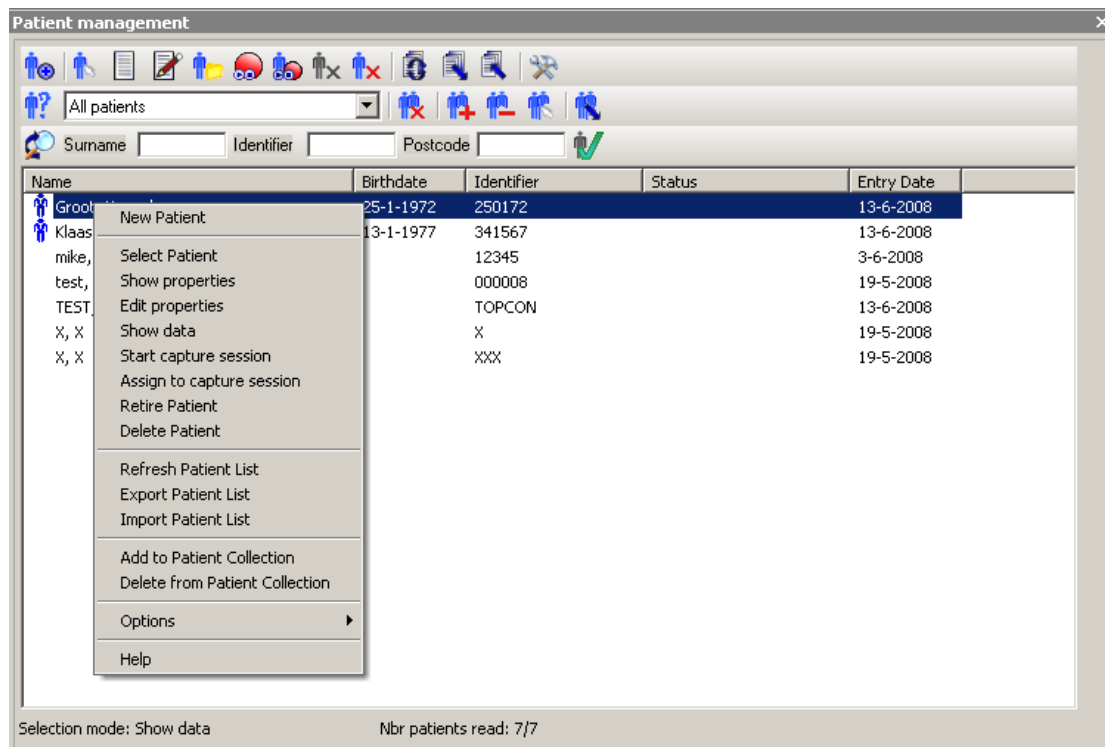 Patient management
All patients
Surname Identifier Postcode
Name Birthdate Identifier Status Entry Date
25-1-1972 250172 13-6-2008
Klaas 13-1-1977 341567 13-6-2008
mike, 12345 3-6-2008
test, 000008 19-5-2008
TEST, TOPCON 13-6-2008
X, X X 19-5-2008
X, X XXX 19-5-2008
New Patient
Select Patient
Show properties
Edit properties
Show data
Start capture session
Assign to capture session
Retire Patient
Delete Patient
Refresh Patient List
Export Patient List
Import Patient List
Add to Patient Collection
Delete from Patient Collection
Options
Help
Selection mode: Show data Nbr patients read: 7/7